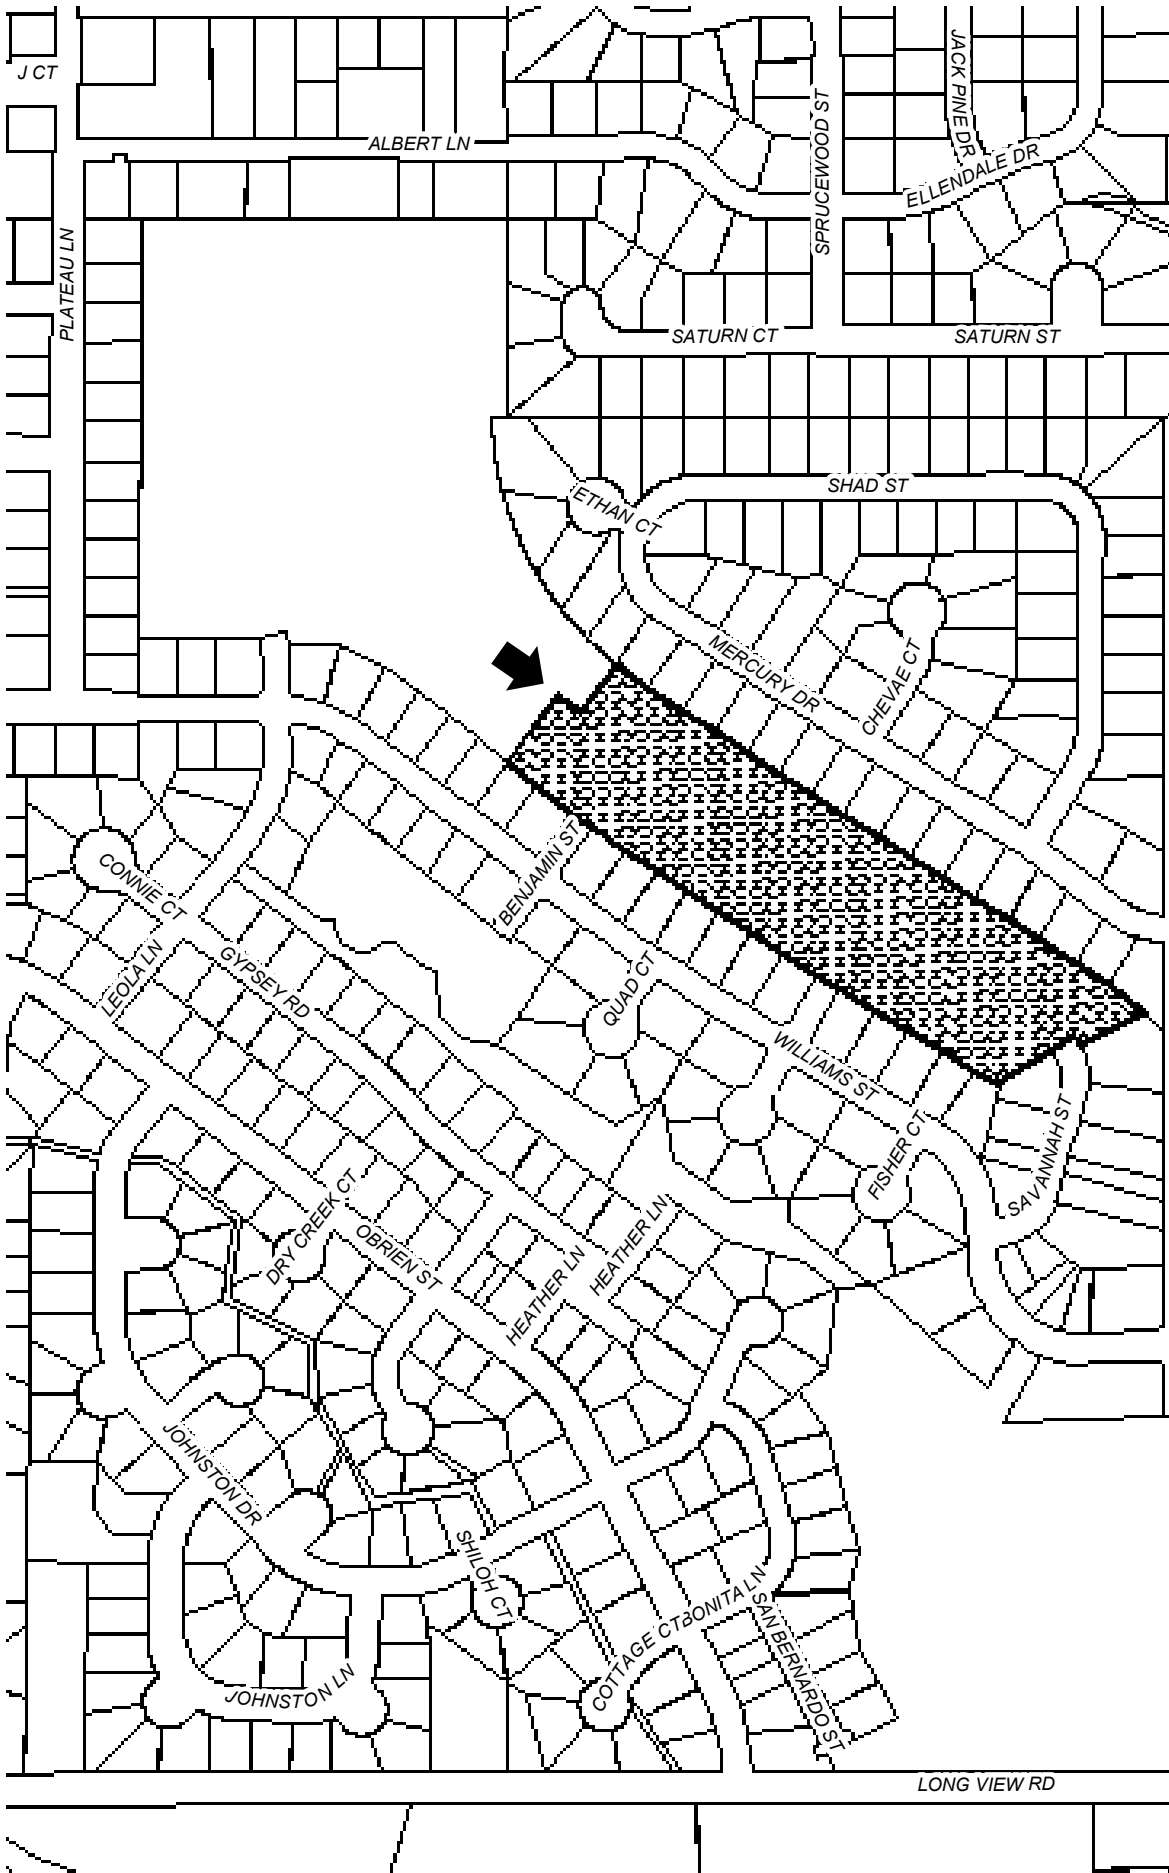 J CT
ALBERT LN
JACK PINE DR
SPRUCEWOOD ST
ELLENDALE DR
PLATEAU LN
SATURN CT
SATURN ST
SHAD ST
ETHAN CT
MERCURY DR
CHEVAE CT
BENJAMIN ST
CONNIE CT
LEOLA LN
GYPSEY RD
QUAD CT
WILLIAMS ST
FISHER CT
SAVANNAH ST
DRY CREEK CT
OBRIEN ST
HEATHER LN
HEATHER LN
JOHNSTON DR
SHILOH CT
COTTAGE CT
BONITA LN
SAN BERNARDO ST
JOHNSTON LN
LONG VIEW RD